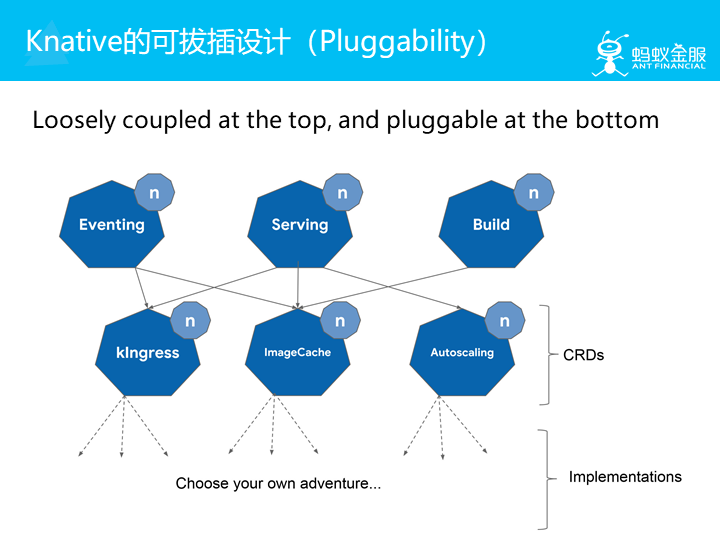 Knative的可拔插设计（Pluggability）
蚂蚁金服
ANT FINANCIAL
Loosely coupled at the top, and pluggable at the bottom
n
n
n
Eventing
Serving
Build
n
n
n
kIngress
ImageCache
Autoscaling
CRDs
Choose your own adventure...
Implementations